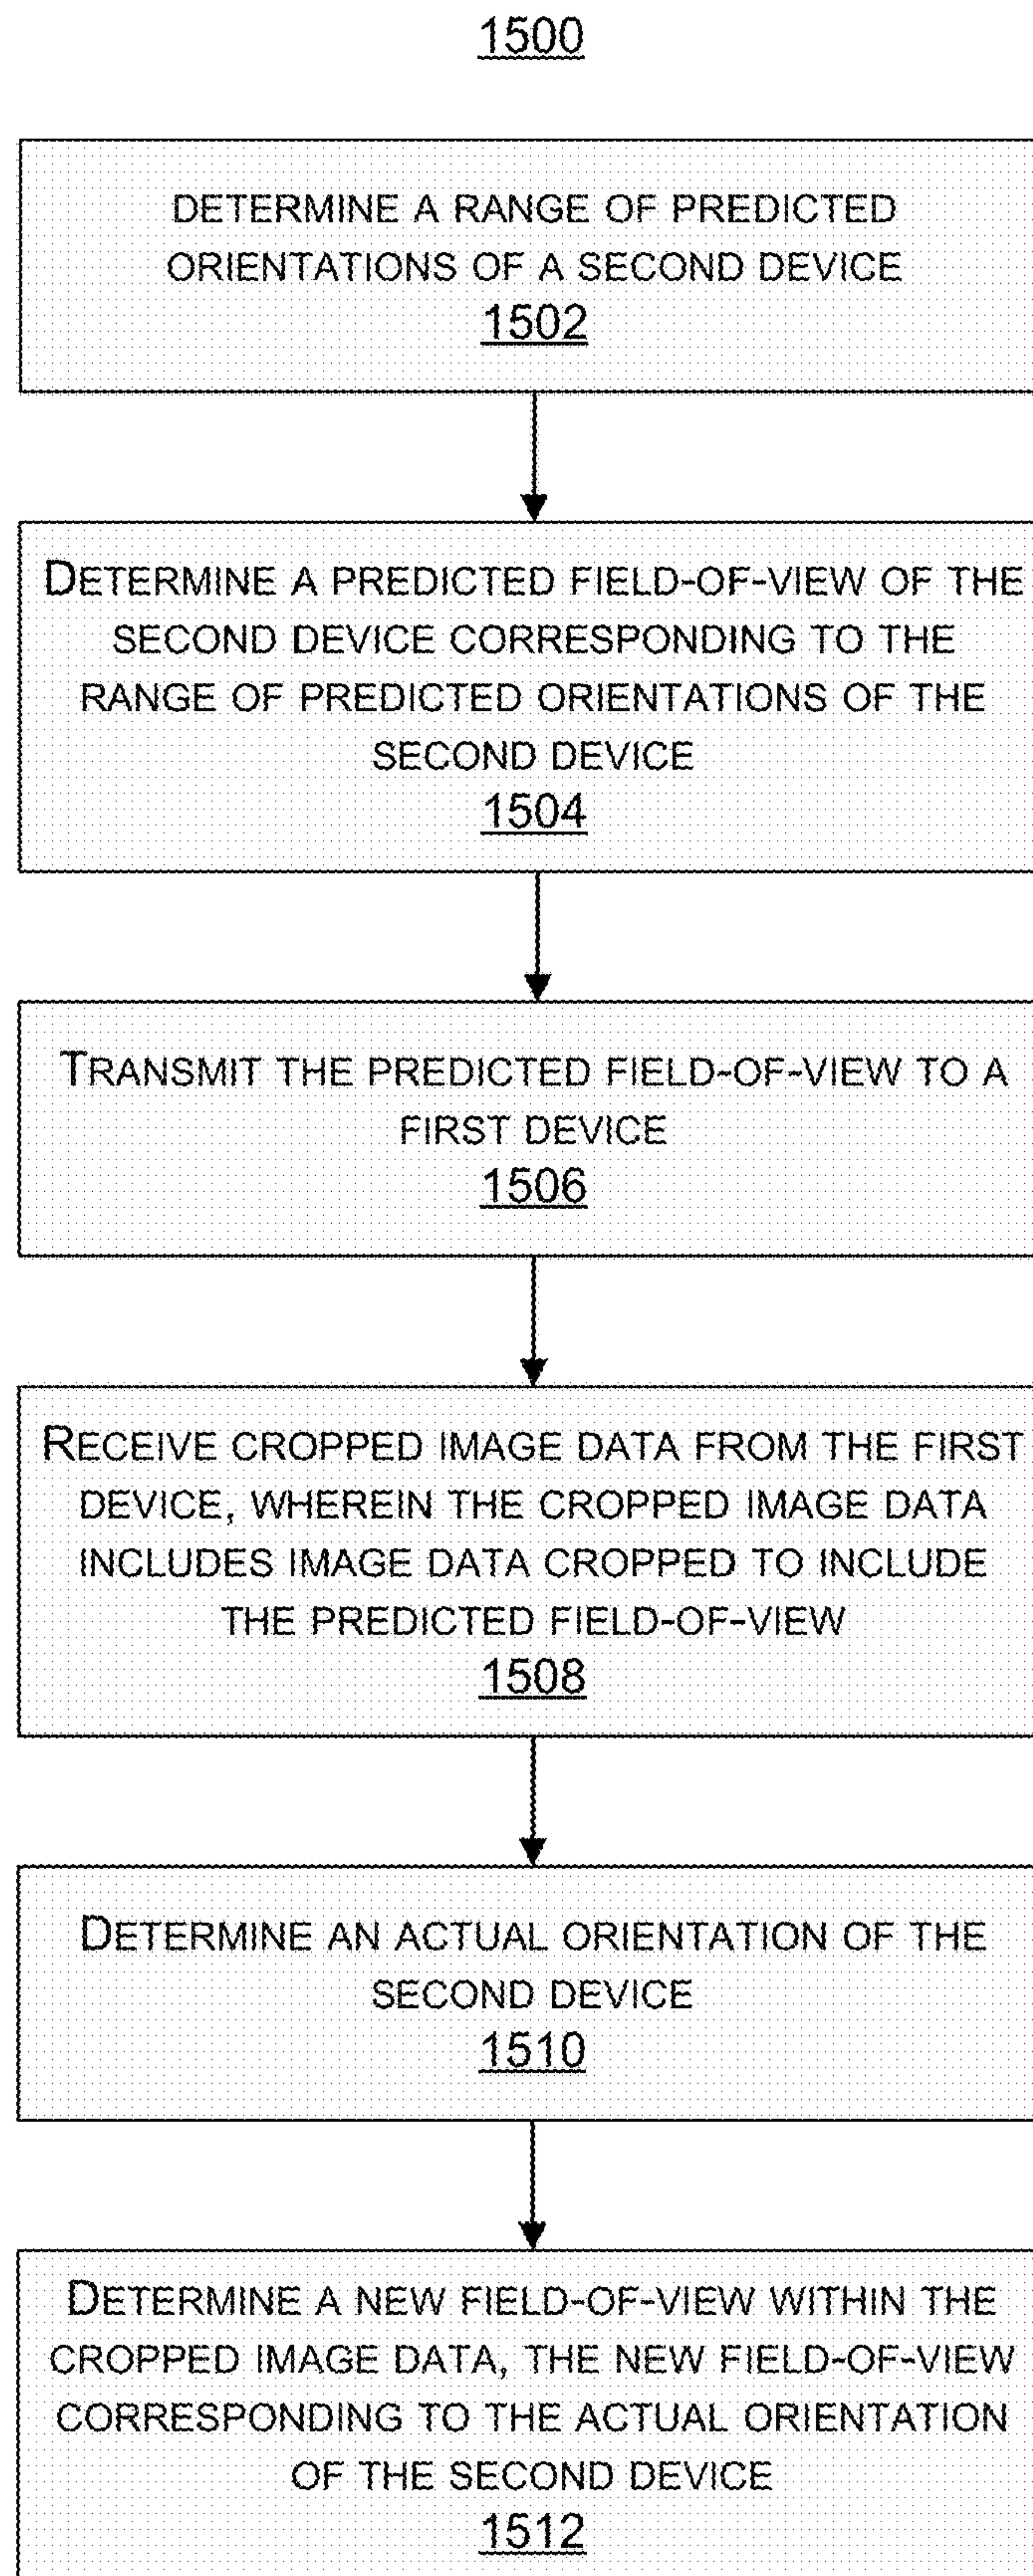 1500
DETERMINE A RANGE OF PREDICTED
ORIENTATIONS OF A SECOND DEVICE
1502
DETERMINE A PREDICTED FIELD-OF-VIEW OF THE
SECOND DEVICE CORRESPONDING TO THE
RANGE OF PREDICTED ORIENTATIONS OF THE
SECOND DEVICE
1504
TRANSMIT THE PREDICTED FIELD-OF-VIEW TO A
FIRST DEVICE
1506
RECEIVE CROPPED IMAGE DATA FROM THE FIRST
DEVICE, WHEREIN THE CROPPED IMAGE DATA
INCLUDES IMAGE DATA CROPPED TO INCLUDE
THE PREDICTED FIELD-OF-VIEW
1508
DETERMINE AN ACTUAL ORIENTATION OF THE
SECOND DEVICE
1510
DETERMINE A NEW FIELD-OF-VIEW WITHIN THE
CROPPED IMAGE DATA, THE NEW FIELD-OF-VIEW
CORRESPONDING TO THE ACTUAL ORIENTATION
OF THE SECOND DEVICE
1512